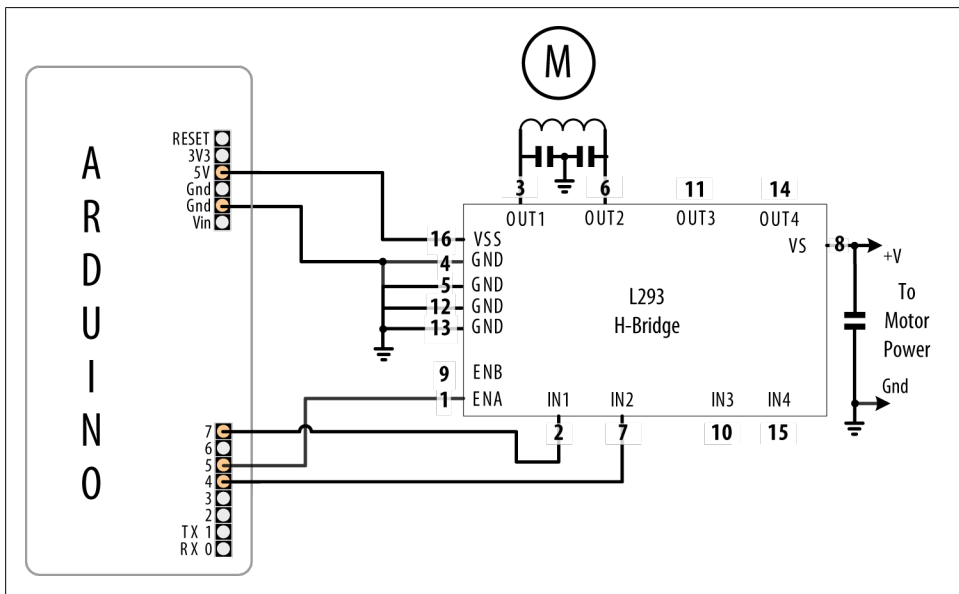 ARDUINO
RESET
3V3
5V
Gnd
Gnd
Vin
7
6
5
4
3
2
TX 1
RX 0
M
3
6
11
14
OUT1
OUT2
OUT3
OUT4
16 VSS
4 GND
5 GND
12 GND
13 GND
9 ENB
1 ENA
L293
H-Bridge
VS 8
+V
To
Motor
Power
Gnd
IN1
IN2
IN3
IN4
2
7
10
15